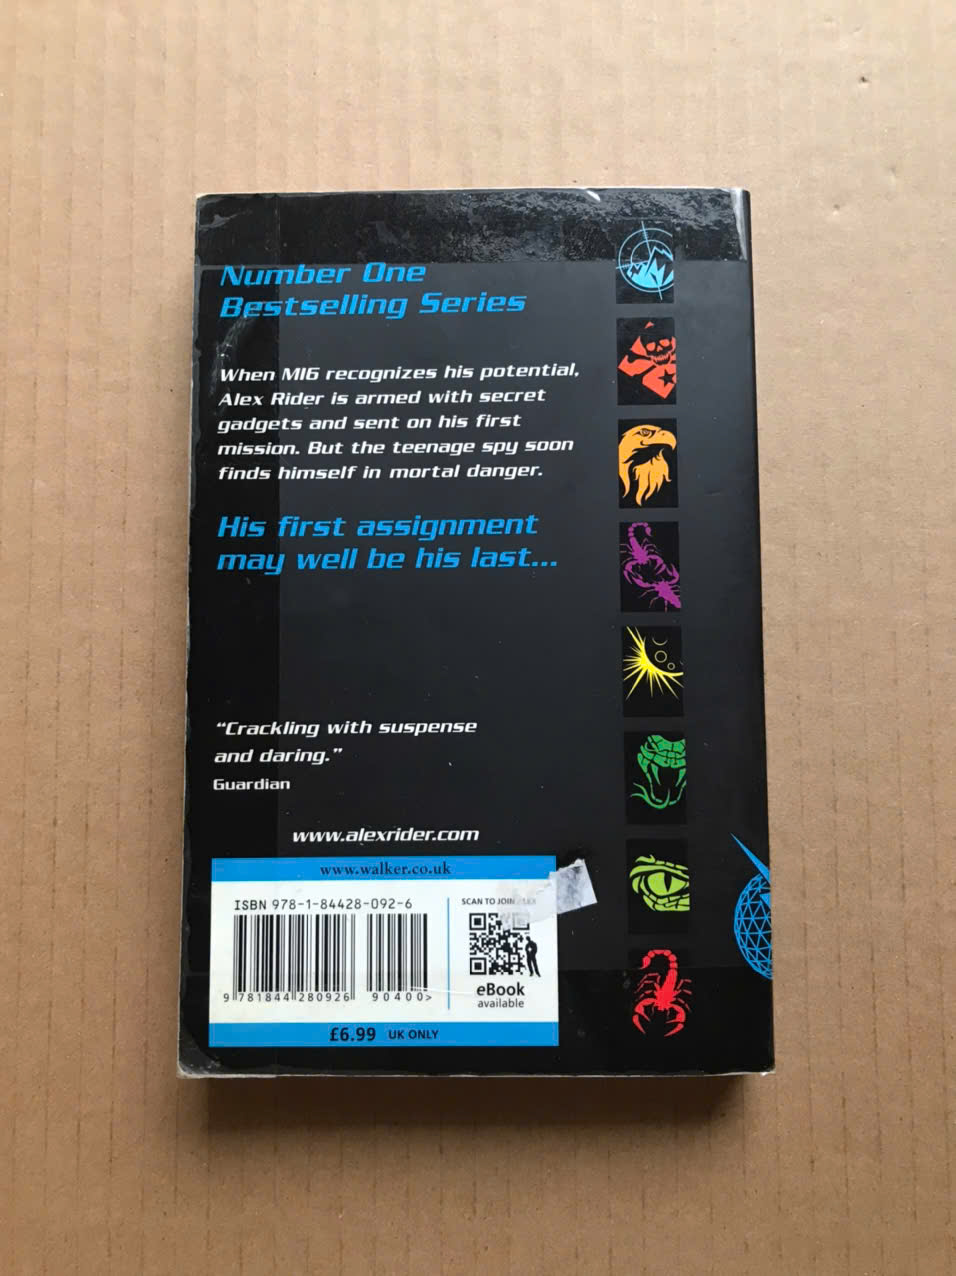 Number One
Bestselling Series
When MI6 recognizes his potential,
Alex Rider is armed with secret
gadgets and sent on his first
mission. But the teenage spy soon
finds himself in mortal danger.
His first assignment
may well be his last...
"Crackling with suspense
and daring."
Guardian
www.alexrider.com
www.walker.co.uk
ISBN 978-1-84428-092-6
9 781844 280926 90400>
SCAN TO JOIN
eBook
available
£6.99 UK ONLY